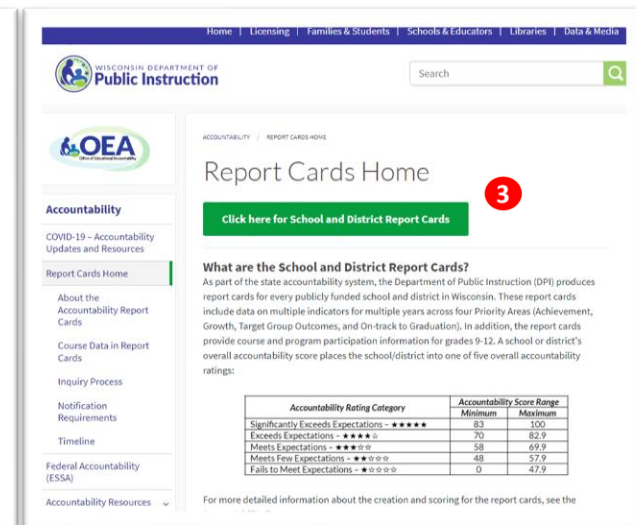 Home | Licensing | Families & Students | Schools & Educators | Libraries | Data & Media
WISCONSIN DEPARTMENT OF
Public Instruction
Search
OEA
Office of Educational Accountability
ACCOUNTABILITY / REPORT CARDS HOME
Report Cards Home
3
Click here for School and District Report Cards
Accountability
COVID-19 – Accountability
Updates and Resources
Report Cards Home
About the
Accountability Report
Cards
Course Data in Report
Cards
Inquiry Process
Notification
Requirements
Timeline
Federal Accountability
(ESSA)
Accountability Resources
What are the School and District Report Cards?
As part of the state accountability system, the Department of Public Instruction (DPI) produces
report cards for every publicly funded school and district in Wisconsin. These report cards
include data on multiple indicators for multiple years across four Priority Areas (Achievement,
Growth, Target Group Outcomes, and On-track to Graduation). In addition, the report cards
provide course and program participation information for grades 9-12. A school or district's
overall accountability score places the school/district into one of five overall accountability
ratings:
Accountability Rating Category Accountability Score Range
Minimum Maximum
Significantly Exceeds Expectations – ★★★★★ 83 100
Exceeds Expectations – ★★★★☆ 70 82.9
Meets Expectations – ★★★☆☆ 58 69.9
Meets Few Expectations – ★★☆☆☆ 48 57.9
Fails to Meet Expectations – ★☆☆☆☆ 0 47.9
For more detailed information about the creation and scoring for the report cards, see the